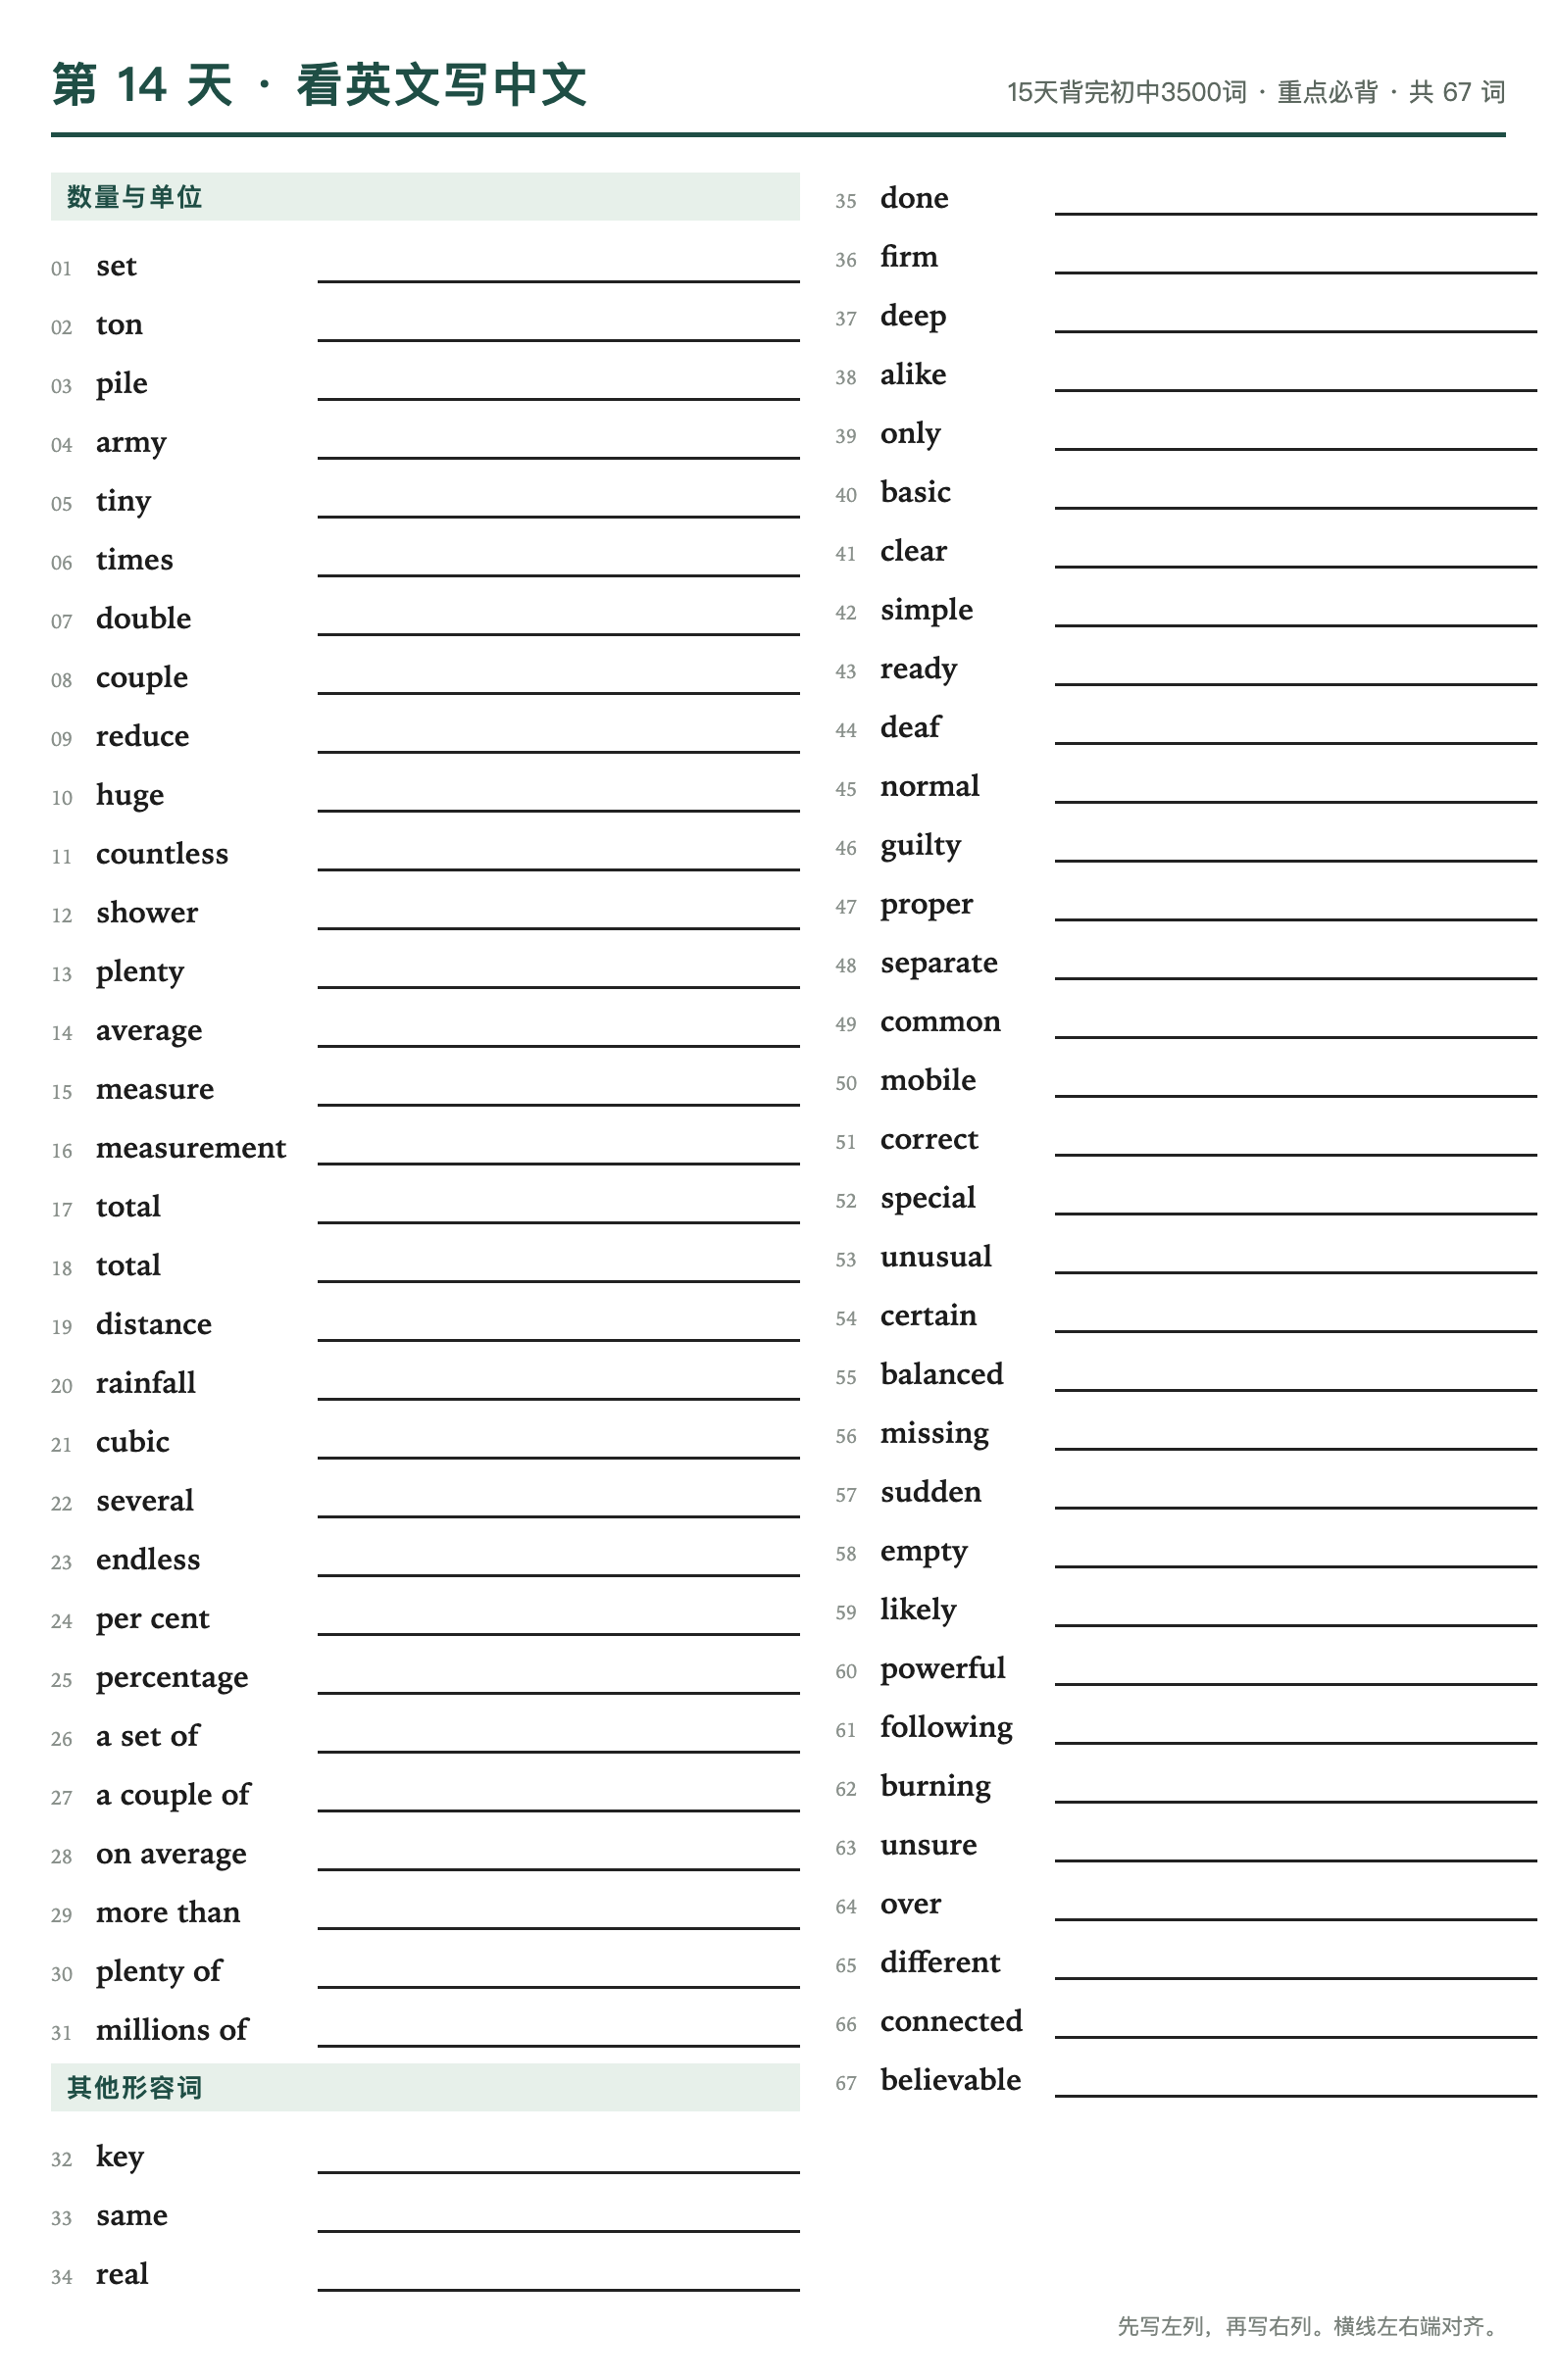 第 14 天 · 看英文写中文
15天背完初中3500词 · 重点必背 · 共 67 词
数量与单位
01 set
02 ton
03 pile
04 army
05 tiny
06 times
07 double
08 couple
09 reduce
10 huge
11 countless
12 shower
13 plenty
14 average
15 measure
16 measurement
17 total
18 total
19 distance
20 rainfall
21 cubic
22 several
23 endless
24 per cent
25 percentage
26 a set of
27 a couple of
28 on average
29 more than
30 plenty of
31 millions of
其他形容词
32 key
33 same
34 real
35 done
36 firm
37 deep
38 alike
39 only
40 basic
41 clear
42 simple
43 ready
44 deaf
45 normal
46 guilty
47 proper
48 separate
49 common
50 mobile
51 correct
52 special
53 unusual
54 certain
55 balanced
56 missing
57 sudden
58 empty
59 likely
60 powerful
61 following
62 burning
63 unsure
64 over
65 different
66 connected
67 believable
先写左列，再写右列。横线左右端对齐。